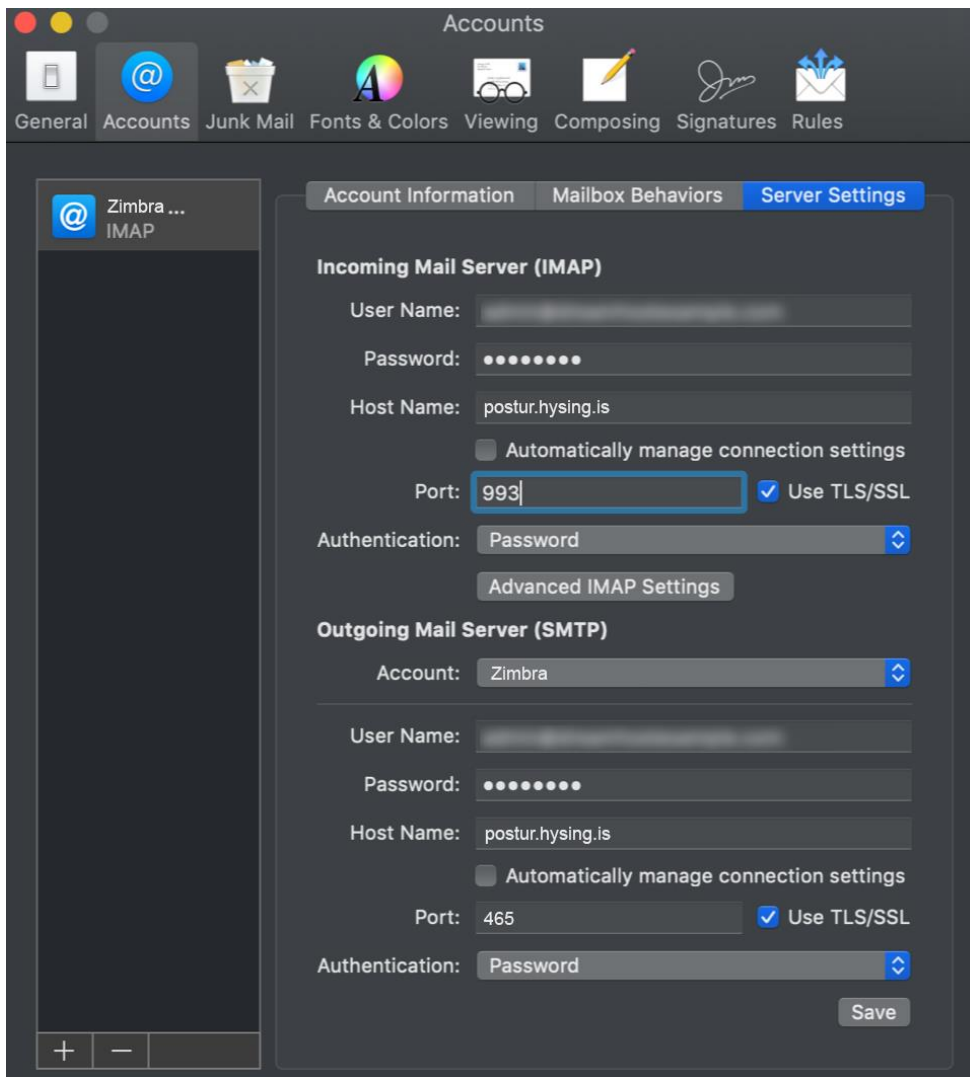 Accounts
General Accounts Junk Mail Fonts & Colors Viewing Composing Signatures Rules
Zimbra ...
IMAP
Account Information Mailbox Behaviors Server Settings
Incoming Mail Server (IMAP)
User Name:
Password: ●●●●●●●●
Host Name: postur.hysing.is
Automatically manage connection settings
Port: 993 Use TLS/SSL
Authentication: Password
Advanced IMAP Settings
Outgoing Mail Server (SMTP)
Account: Zimbra
User Name:
Password: ●●●●●●●●
Host Name: postur.hysing.is
Automatically manage connection settings
Port: 465 Use TLS/SSL
Authentication: Password
Save